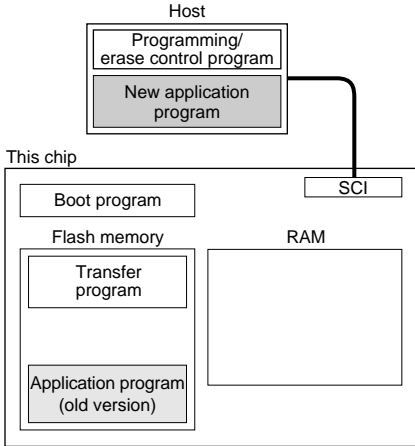 Host
Programming/
erase control program
New application
program
This chip
SCI
Boot program
Flash memory
RAM
Transfer
program
Application program
(old version)